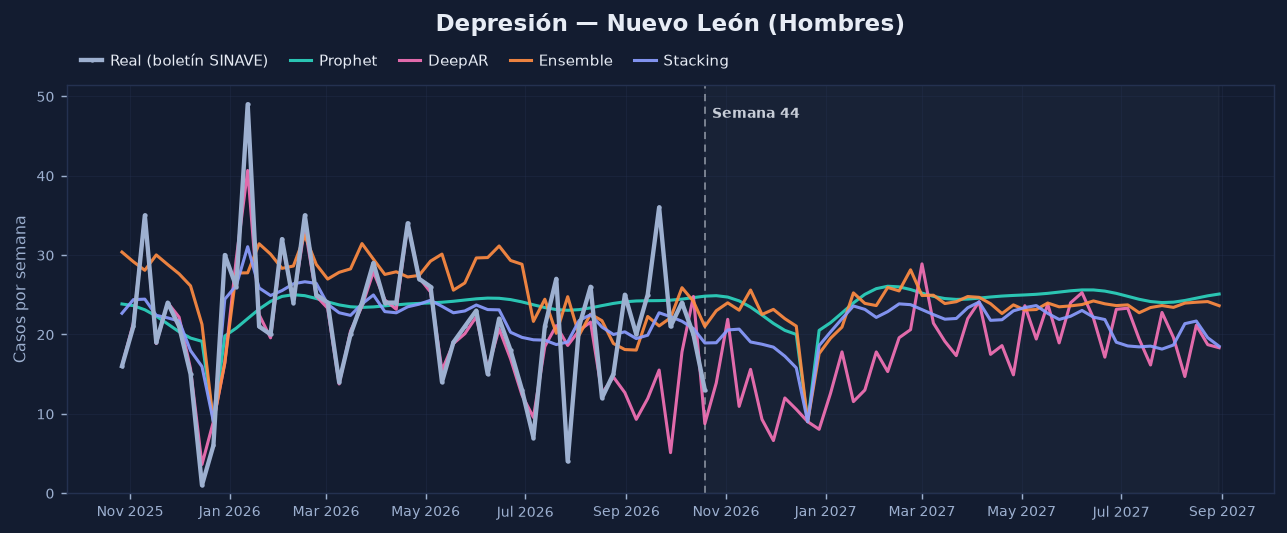 Depresión — Nuevo León (Hombres)
Real (boletín SINAVE) Prophet DeepAR Ensemble Stacking
Semana 44
Casos por semana
50
40
30
20
10
0
Nov 2025 Jan 2026 Mar 2026 May 2026 Jul 2026 Sep 2026 Nov 2026 Jan 2027 Mar 2027 May 2027 Jul 2027 Sep 2027